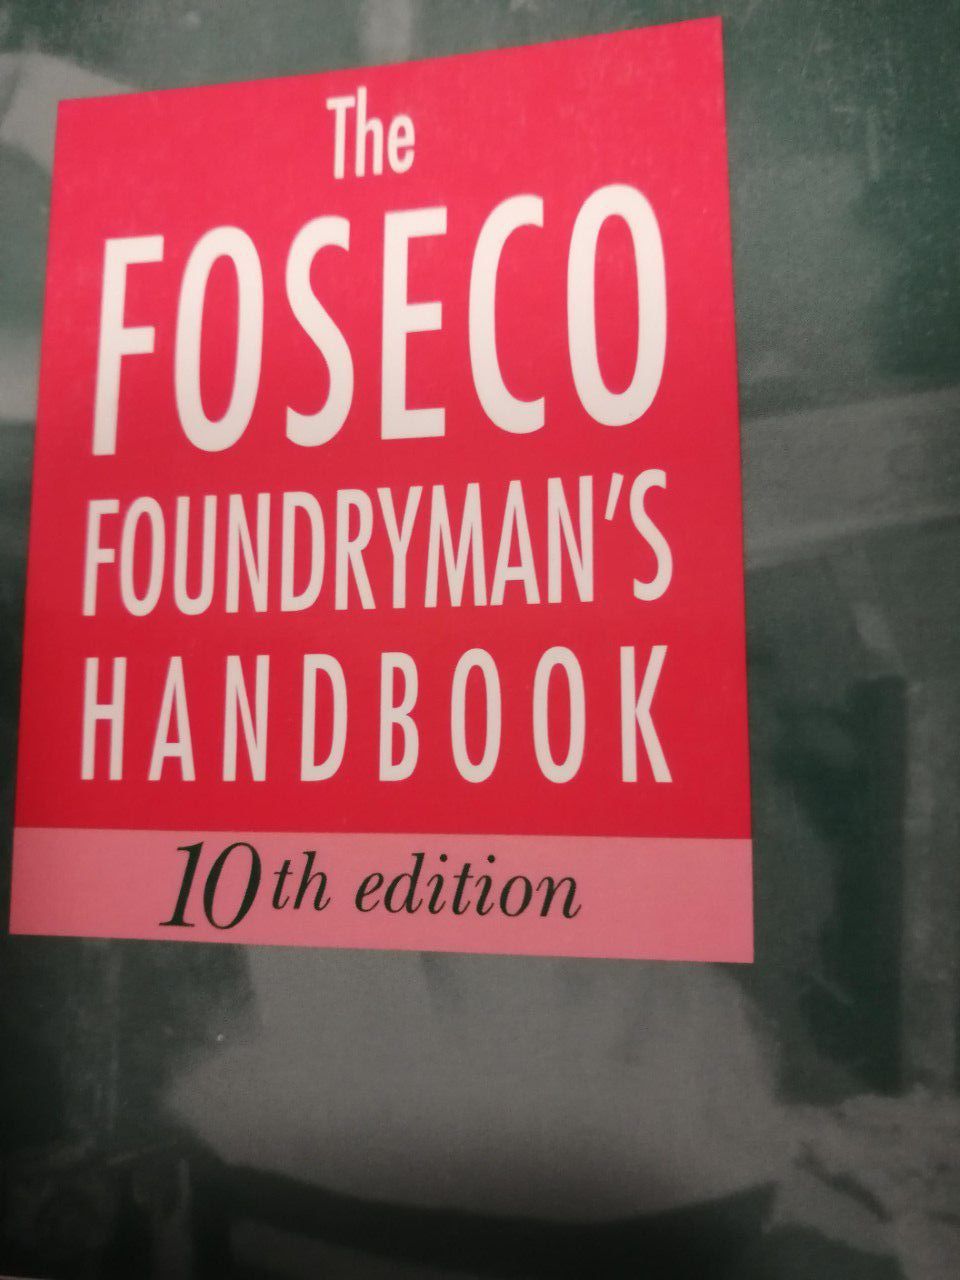 The
FOSECO
FOUNDRYMAN'S
HANDBOOK
10th edition